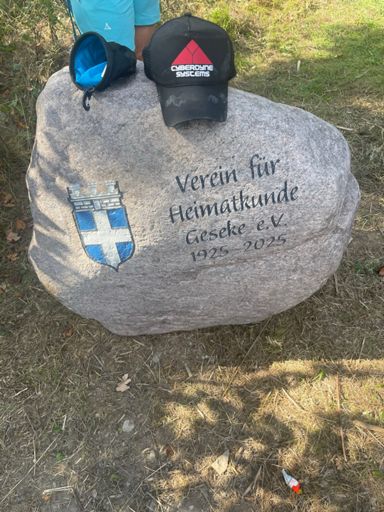 CYBERDYNE
SYSTEMS
Verein für
Heimatkunde
Geseke e.V.
1925 2025